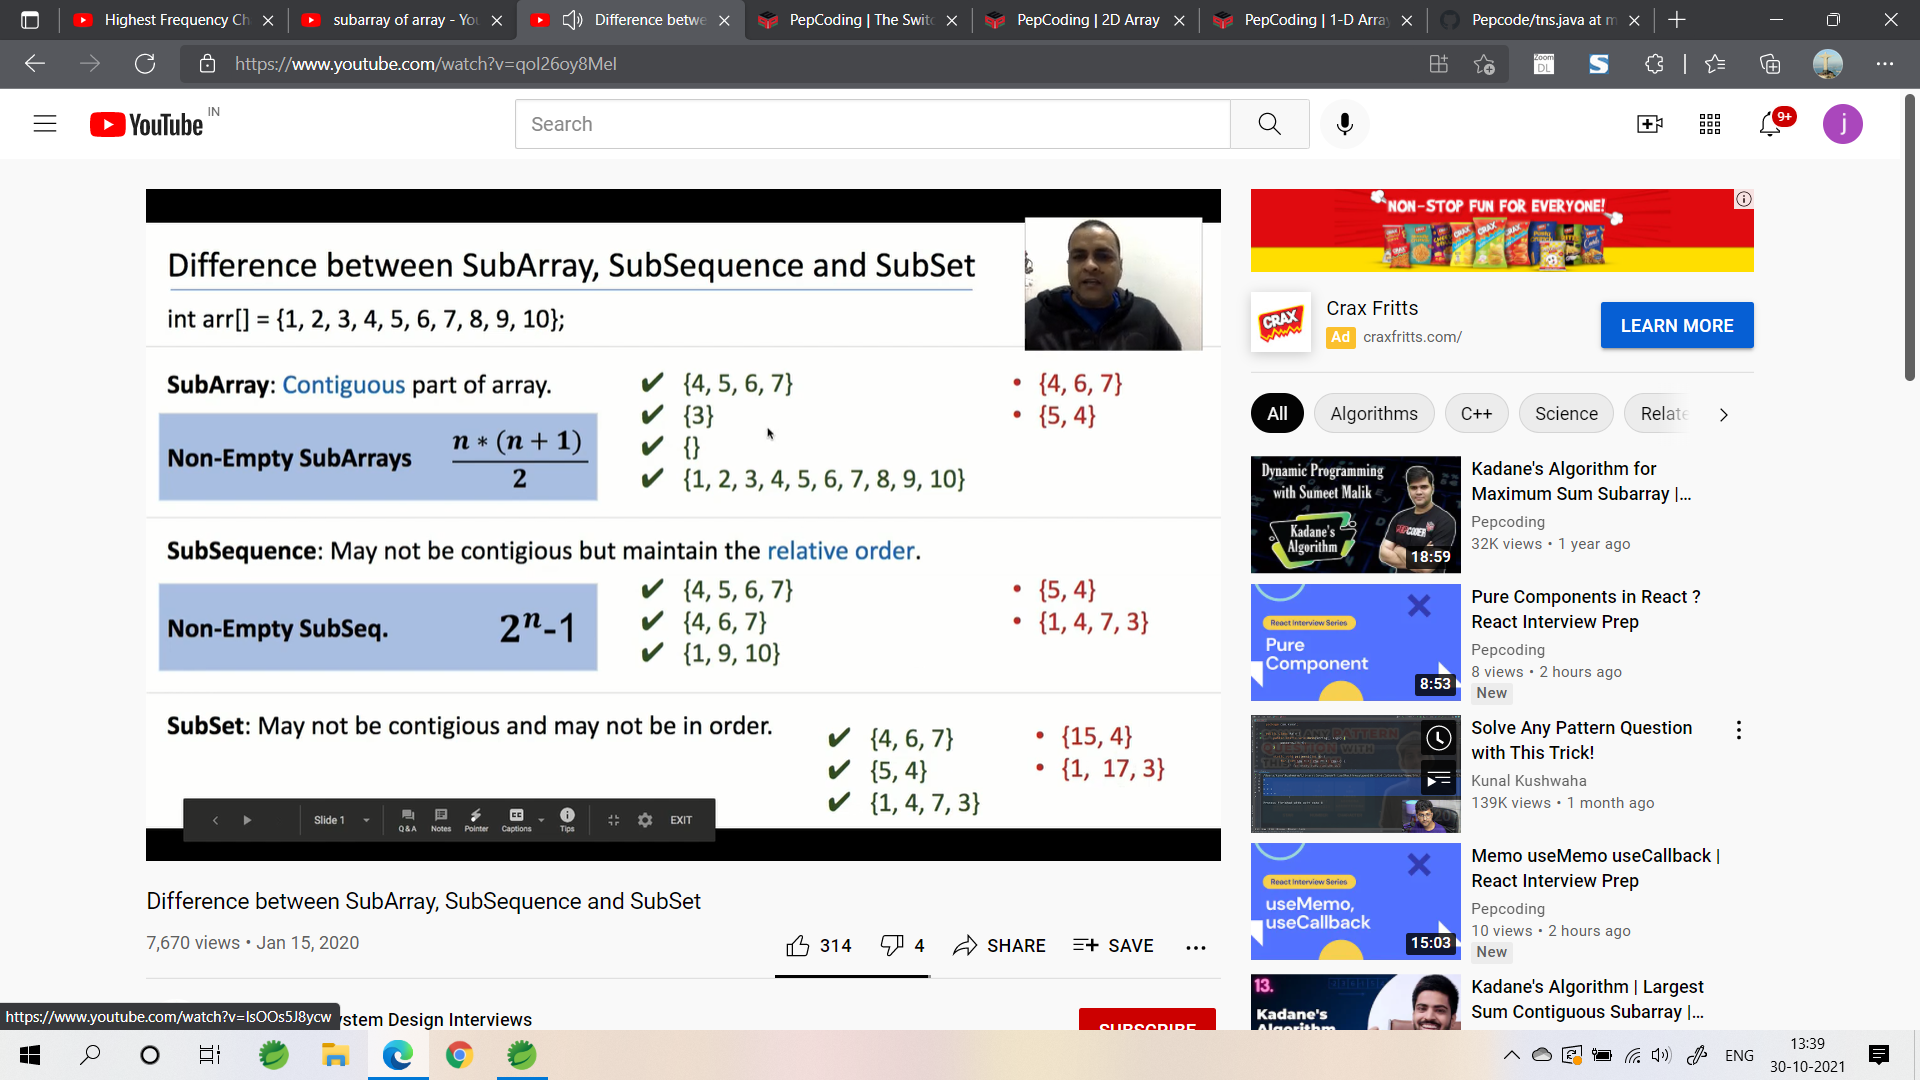 Highest Frequency Ch
subarray of array - You
Difference betwe
PepCoding | The Switc
PepCoding | 2D Array
PepCoding | 1-D Array
Pepcode/tns.java at m
https://www.youtube.com/watch?v=qoI26oy8MeI
Zoom DL
YouTube IN
Search
9+
j
Difference between SubArray, SubSequence and SubSet
int arr[] = {1, 2, 3, 4, 5, 6, 7, 8, 9, 10};
SubArray: Contiguous part of array.
Non-Empty SubArrays n ∗ (n + 1) / 2
✔ {4, 5, 6, 7}
✔ {3}
✔ {}
✔ {1, 2, 3, 4, 5, 6, 7, 8, 9, 10}
• {4, 6, 7}
• {5, 4}
SubSequence: May not be contigious but maintain the relative order.
Non-Empty SubSeq. 2ⁿ-1
✔ {4, 5, 6, 7}
✔ {4, 6, 7}
✔ {1, 9, 10}
• {5, 4}
• {1, 4, 7, 3}
SubSet: May not be contigious and may not be in order.
✔ {4, 6, 7}
✔ {5, 4}
✔ {1, 4, 7, 3}
• {15, 4}
• {1, 17, 3}
Slide 1
Q & A
Notes
Pointer
Captions
Tips
EXIT
Difference between SubArray, SubSequence and SubSet
7,670 views • Jan 15, 2020
314
4
SHARE
SAVE
ystem Design Interviews
SUBSCRIBE
https://www.youtube.com/watch?v=IsOOs5J8ycw
NON-STOP FUN FOR EVERYONE!
CRAX
Crax Fritts
Ad craxfritts.com/
LEARN MORE
All
Algorithms
C++
Science
Relate
Dynamic Programming
with Sumeet Malik
Kadane's
Algorithm
18:59
Kadane's Algorithm for
Maximum Sum Subarray |...
Pepcoding
32K views • 1 year ago
React Interview Series
Pure
Component
8:53
Pure Components in React ?
React Interview Prep
Pepcoding
8 views • 2 hours ago
New
Solve Any Pattern Question
with This Trick!
Kunal Kushwaha
139K views • 1 month ago
React Interview Series
useMemo,
useCallback
15:03
Memo useMemo useCallback |
React Interview Prep
Pepcoding
10 views • 2 hours ago
New
13.
Kadane's
Algorithm
Kadane's Algorithm | Largest
Sum Contiguous Subarray |...
ENG
13:39
30-10-2021